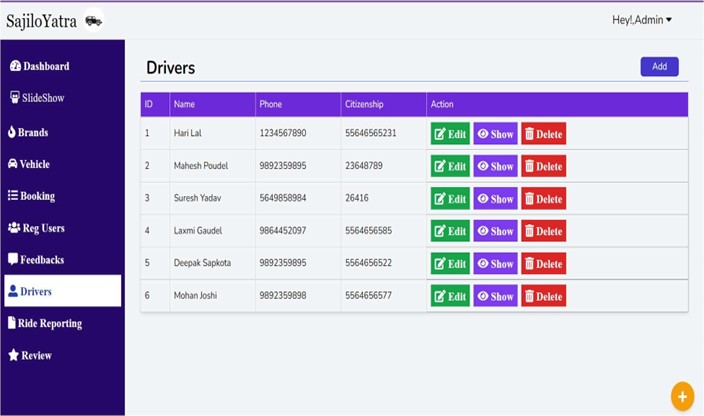 SajiloYatra
Hey!,Admin
Dashboard
SlideShow
Brands
Vehicle
Booking
Reg Users
Feedbacks
Drivers
Ride Reporting
Review
Drivers
Add
ID Name Phone Citizenship Action
1 Hari Lal 1234567890 55646565231 Edit Show Delete
2 Mahesh Poudel 9892359895 23648789 Edit Show Delete
3 Suresh Yadav 5649858984 26416 Edit Show Delete
4 Laxmi Gaudel 9864452097 5564656585 Edit Show Delete
5 Deepak Sapkota 9892359895 5564656522 Edit Show Delete
6 Mohan Joshi 9892359898 5564656577 Edit Show Delete
+